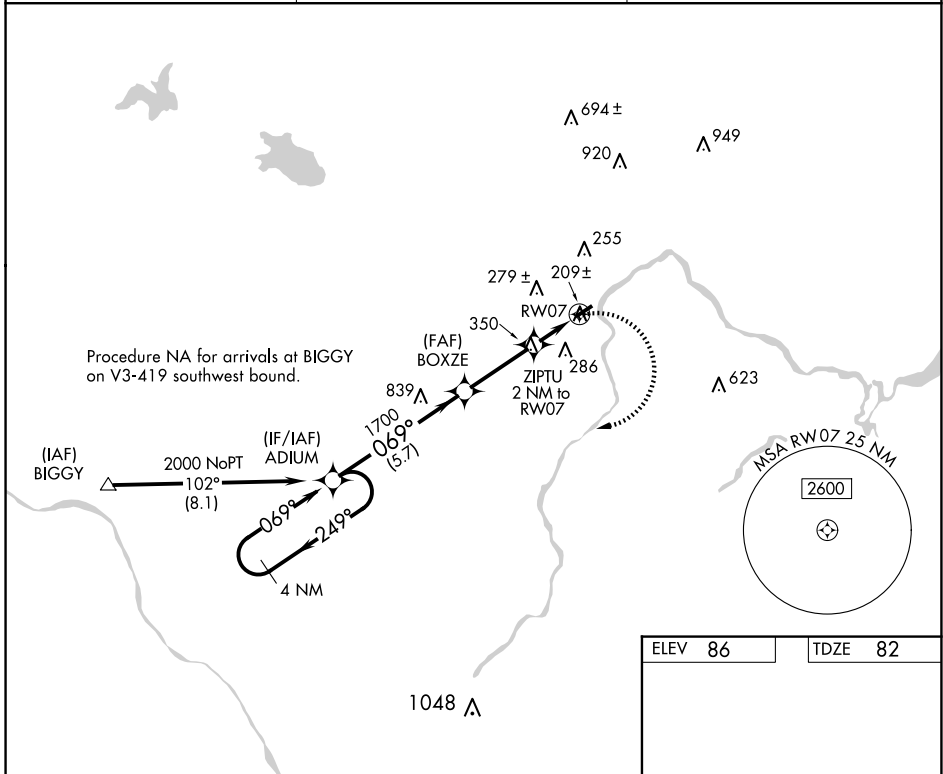 694 ±
949
920
255
279 ±
209±
RW07
350
(FAF)
BOXZE
Procedure NA for arrivals at BIGGY
on V3-419 southwest bound.
286
ZIPTU
2 NM to
RW07
839
623
1700
069°
(5.7)
(IF/IAF)
ADIUM
(IAF)
BIGGY
2000 NoPT
102°
(8.1)
MSA RW07 25 NM
2600
069°
249°
4 NM
ELEV 86
TDZE 82
1048